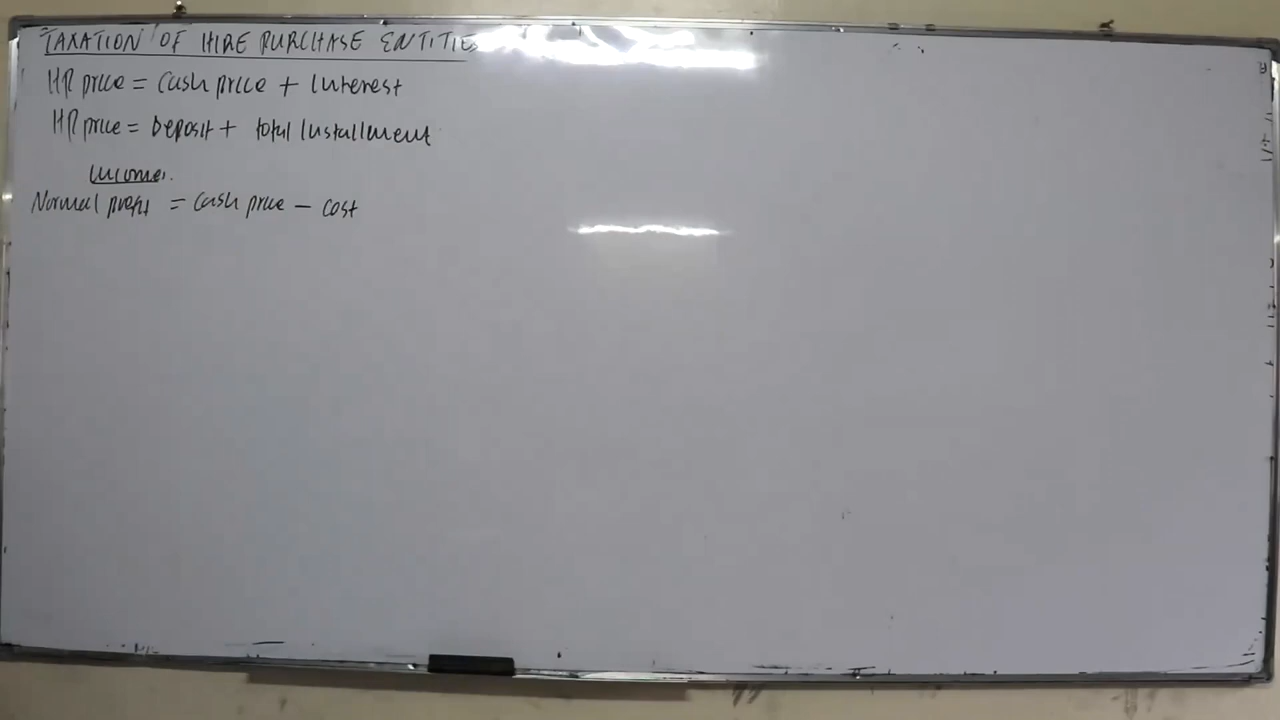 TAXATION OF HIRE PURCHASE ENTITIES
HP price = Cash price + Interest
HP price = Deposit + total Installment
Incomes.
Normal profit = Cash price - cost